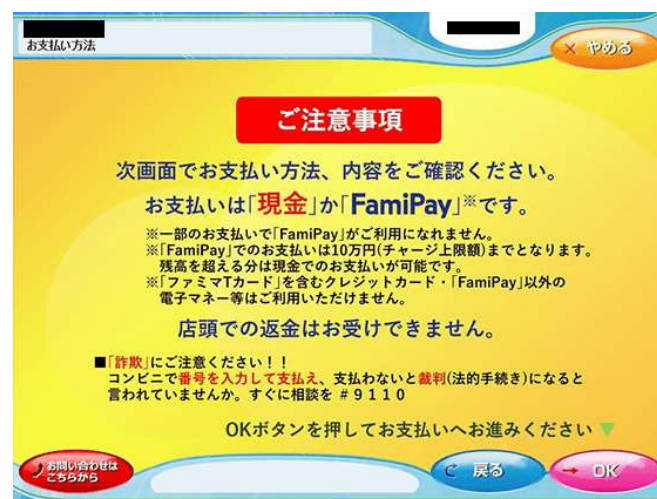 お支払い方法
× やめる
ご注意事項
次画面でお支払い方法、内容をご確認ください。
お支払いは「現金」か「FamiPay」※です。
※一部のお支払いで「FamiPay」がご利用になれません。
※「FamiPay」でのお支払いは10万円(チャージ上限額)までとなります。
残高を超える分は現金でのお支払いが可能です。
※「ファミマTカード」を含むクレジットカード・「FamiPay」以外の
電子マネー等はご利用いただけません。
店頭での返金はお受けできません。
■「詐欺」にご注意ください！！
コンビニで番号を入力して支払え、支払わないと裁判(法的手続き)になると
言われていませんか。すぐに相談を #9110
OKボタンを押してお支払いへお進みください▼
お問い合わせは
こちらから
戻る
→ OK